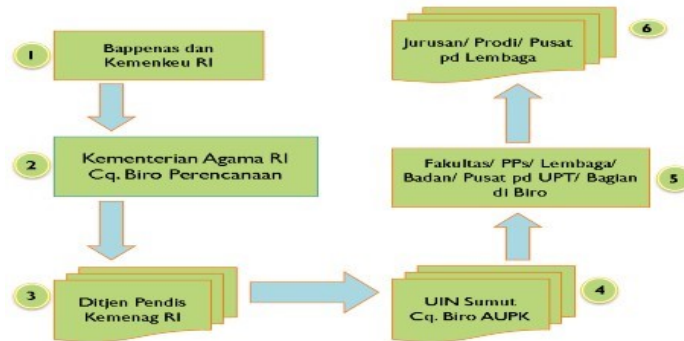 1
Bappenas dan
Kemenkeu RI
2
Kementerian Agama RI
Cq. Biro Perencanaan
3
Ditjen Pendis
Kemenag RI
4
UIN Sumut
Cq. Biro AUPK
5
Fakultas/ PPs/ Lembaga/
Badan/ Pusat pd UPT/ Bagian
di Biro
6
Jurusan/ Prodi/ Pusat
pd Lembaga